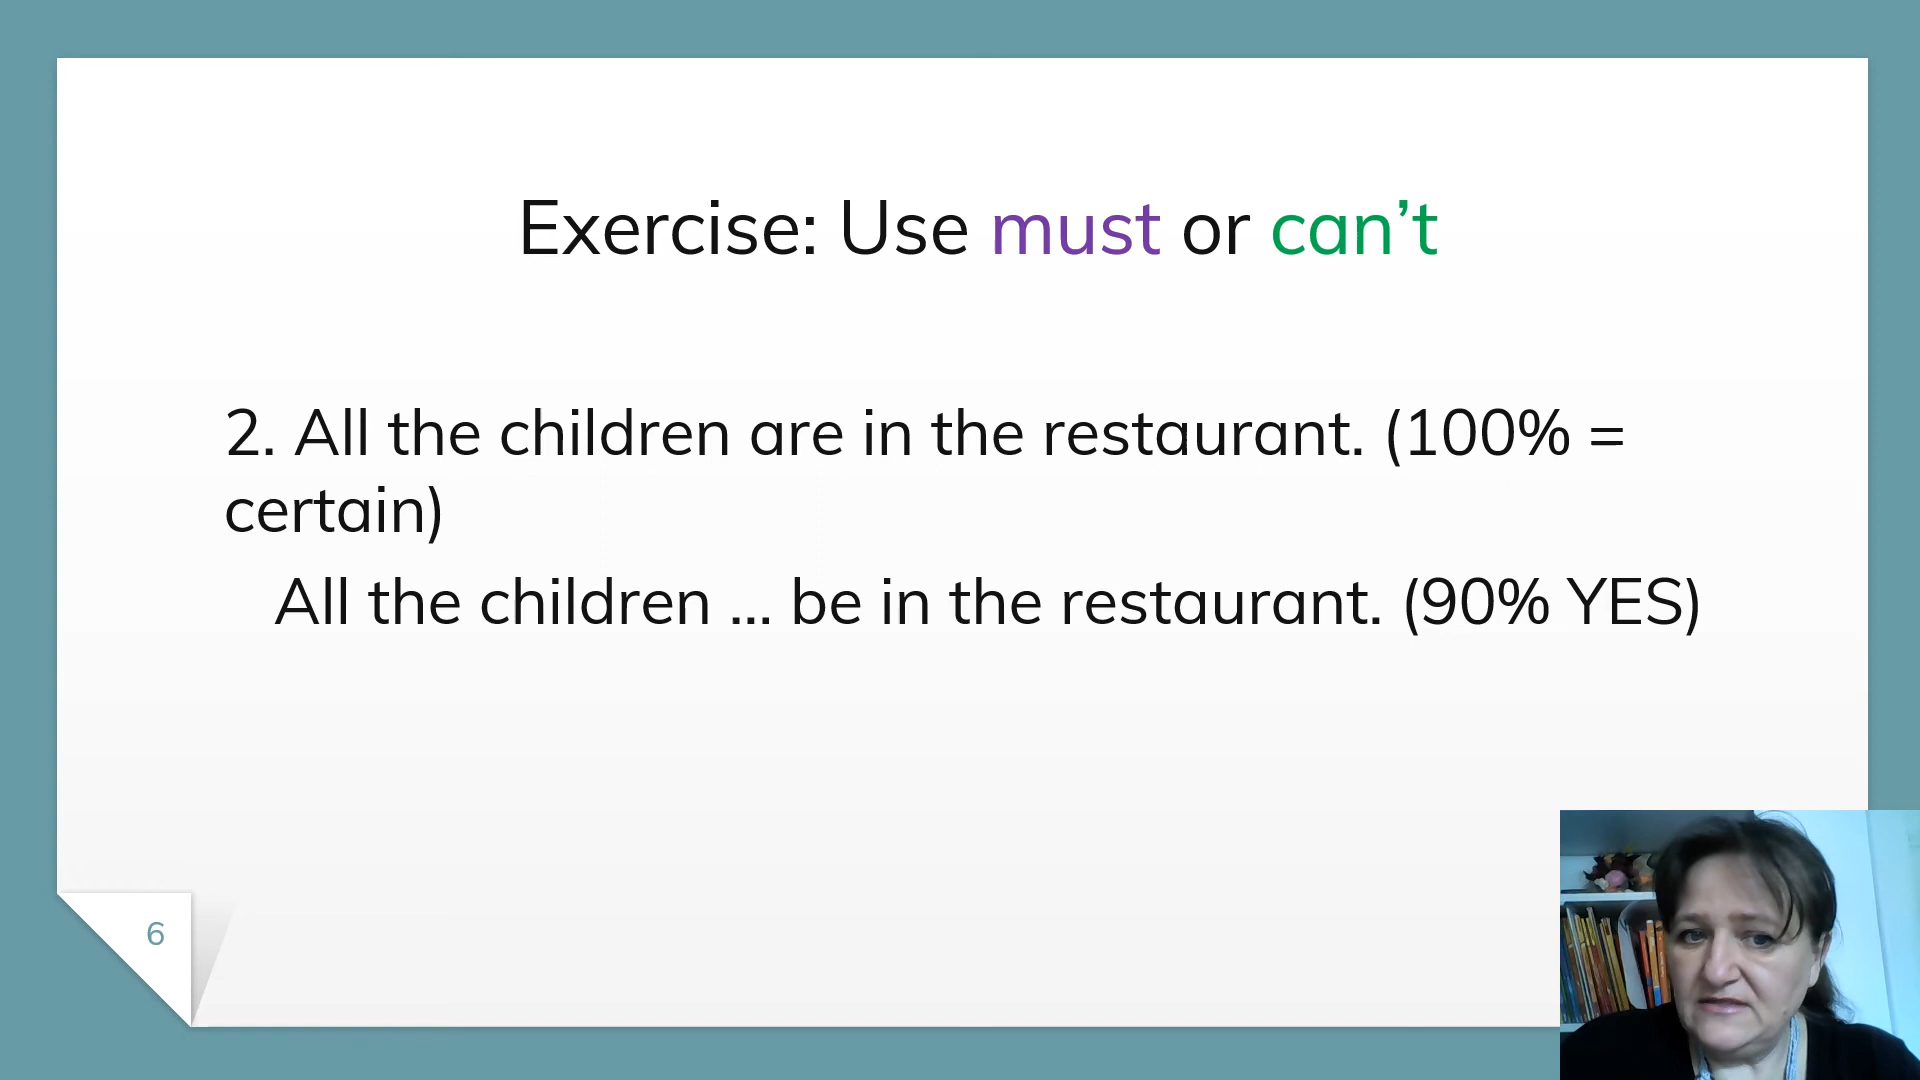 Exercise: Use must or can’t
2. All the children are in the restaurant. (100% =
certain)
All the children ... be in the restaurant. (90% YES)
6